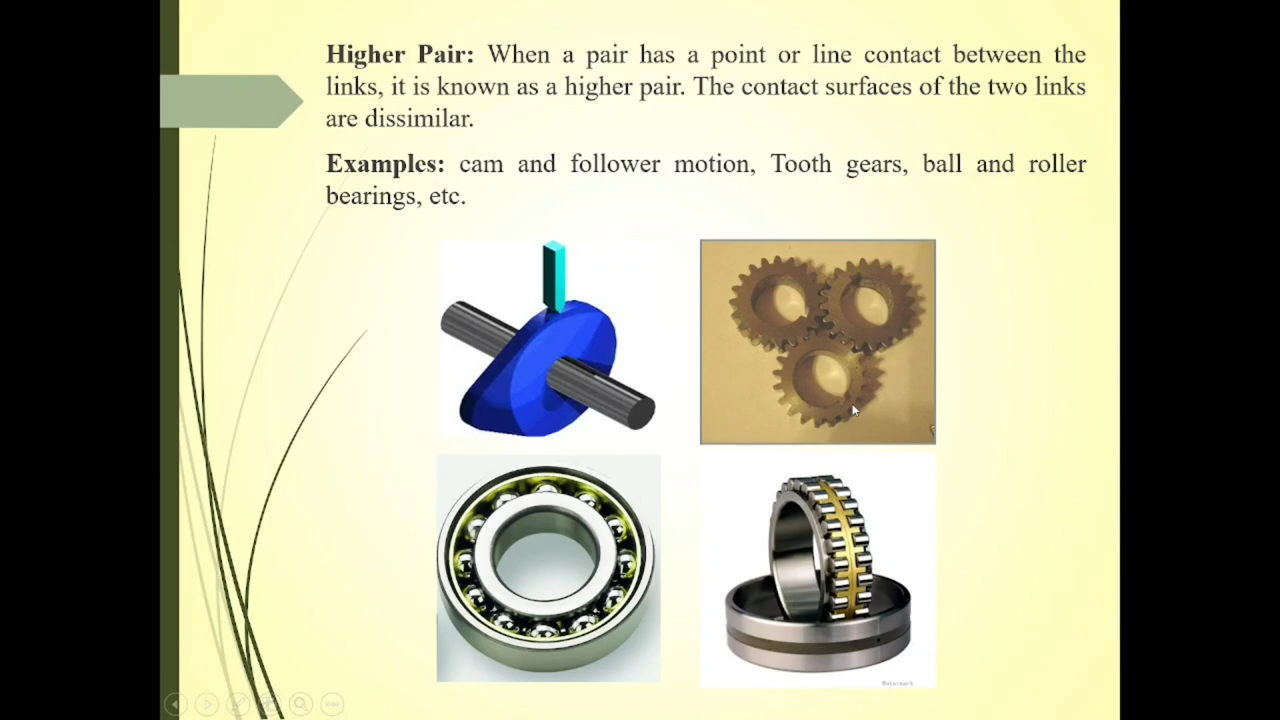 Higher Pair: When a pair has a point or line contact between the
links, it is known as a higher pair. The contact surfaces of the two links
are dissimilar.
Examples: cam and follower motion, Tooth gears, ball and roller
bearings, etc.
Watermark